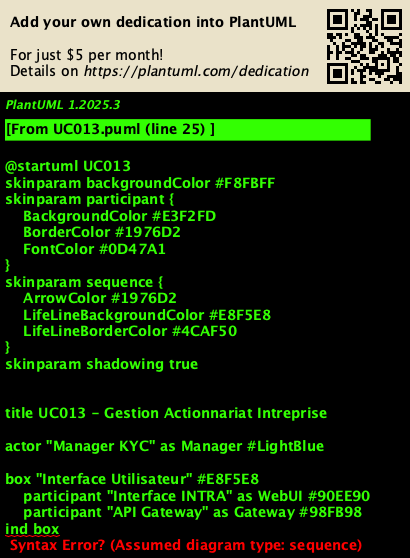 Add your own dedication into PlantUML
For just $5 per month!
Details on https://plantuml.com/dedication
PlantUML 1.2025.3
[From UC013.puml (line 25) ]
@startuml UC013
skinparam backgroundColor #F8FBFF
skinparam participant {
BackgroundColor #E3F2FD
BorderColor #1976D2
FontColor #0D47A1
}
skinparam sequence {
ArrowColor #1976D2
LifeLineBackgroundColor #E8F5E8
LifeLineBorderColor #4CAF50
}
skinparam shadowing true
title UC013 - Gestion Actionnariat Intreprise
actor "Manager KYC" as Manager #LightBlue
box "Interface Utilisateur" #E8F5E8
participant "Interface INTRA" as WebUI #90EE90
participant "API Gateway" as Gateway #98FB98
ind box
Syntax Error? (Assumed diagram type: sequence)